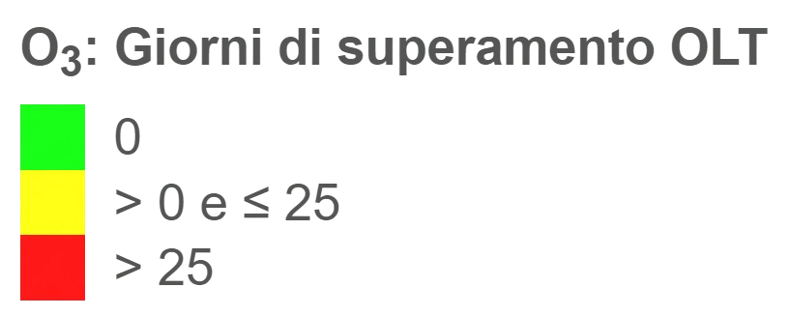 O₃: Giorni di superamento OLT
0
> 0 e ≤ 25
> 25